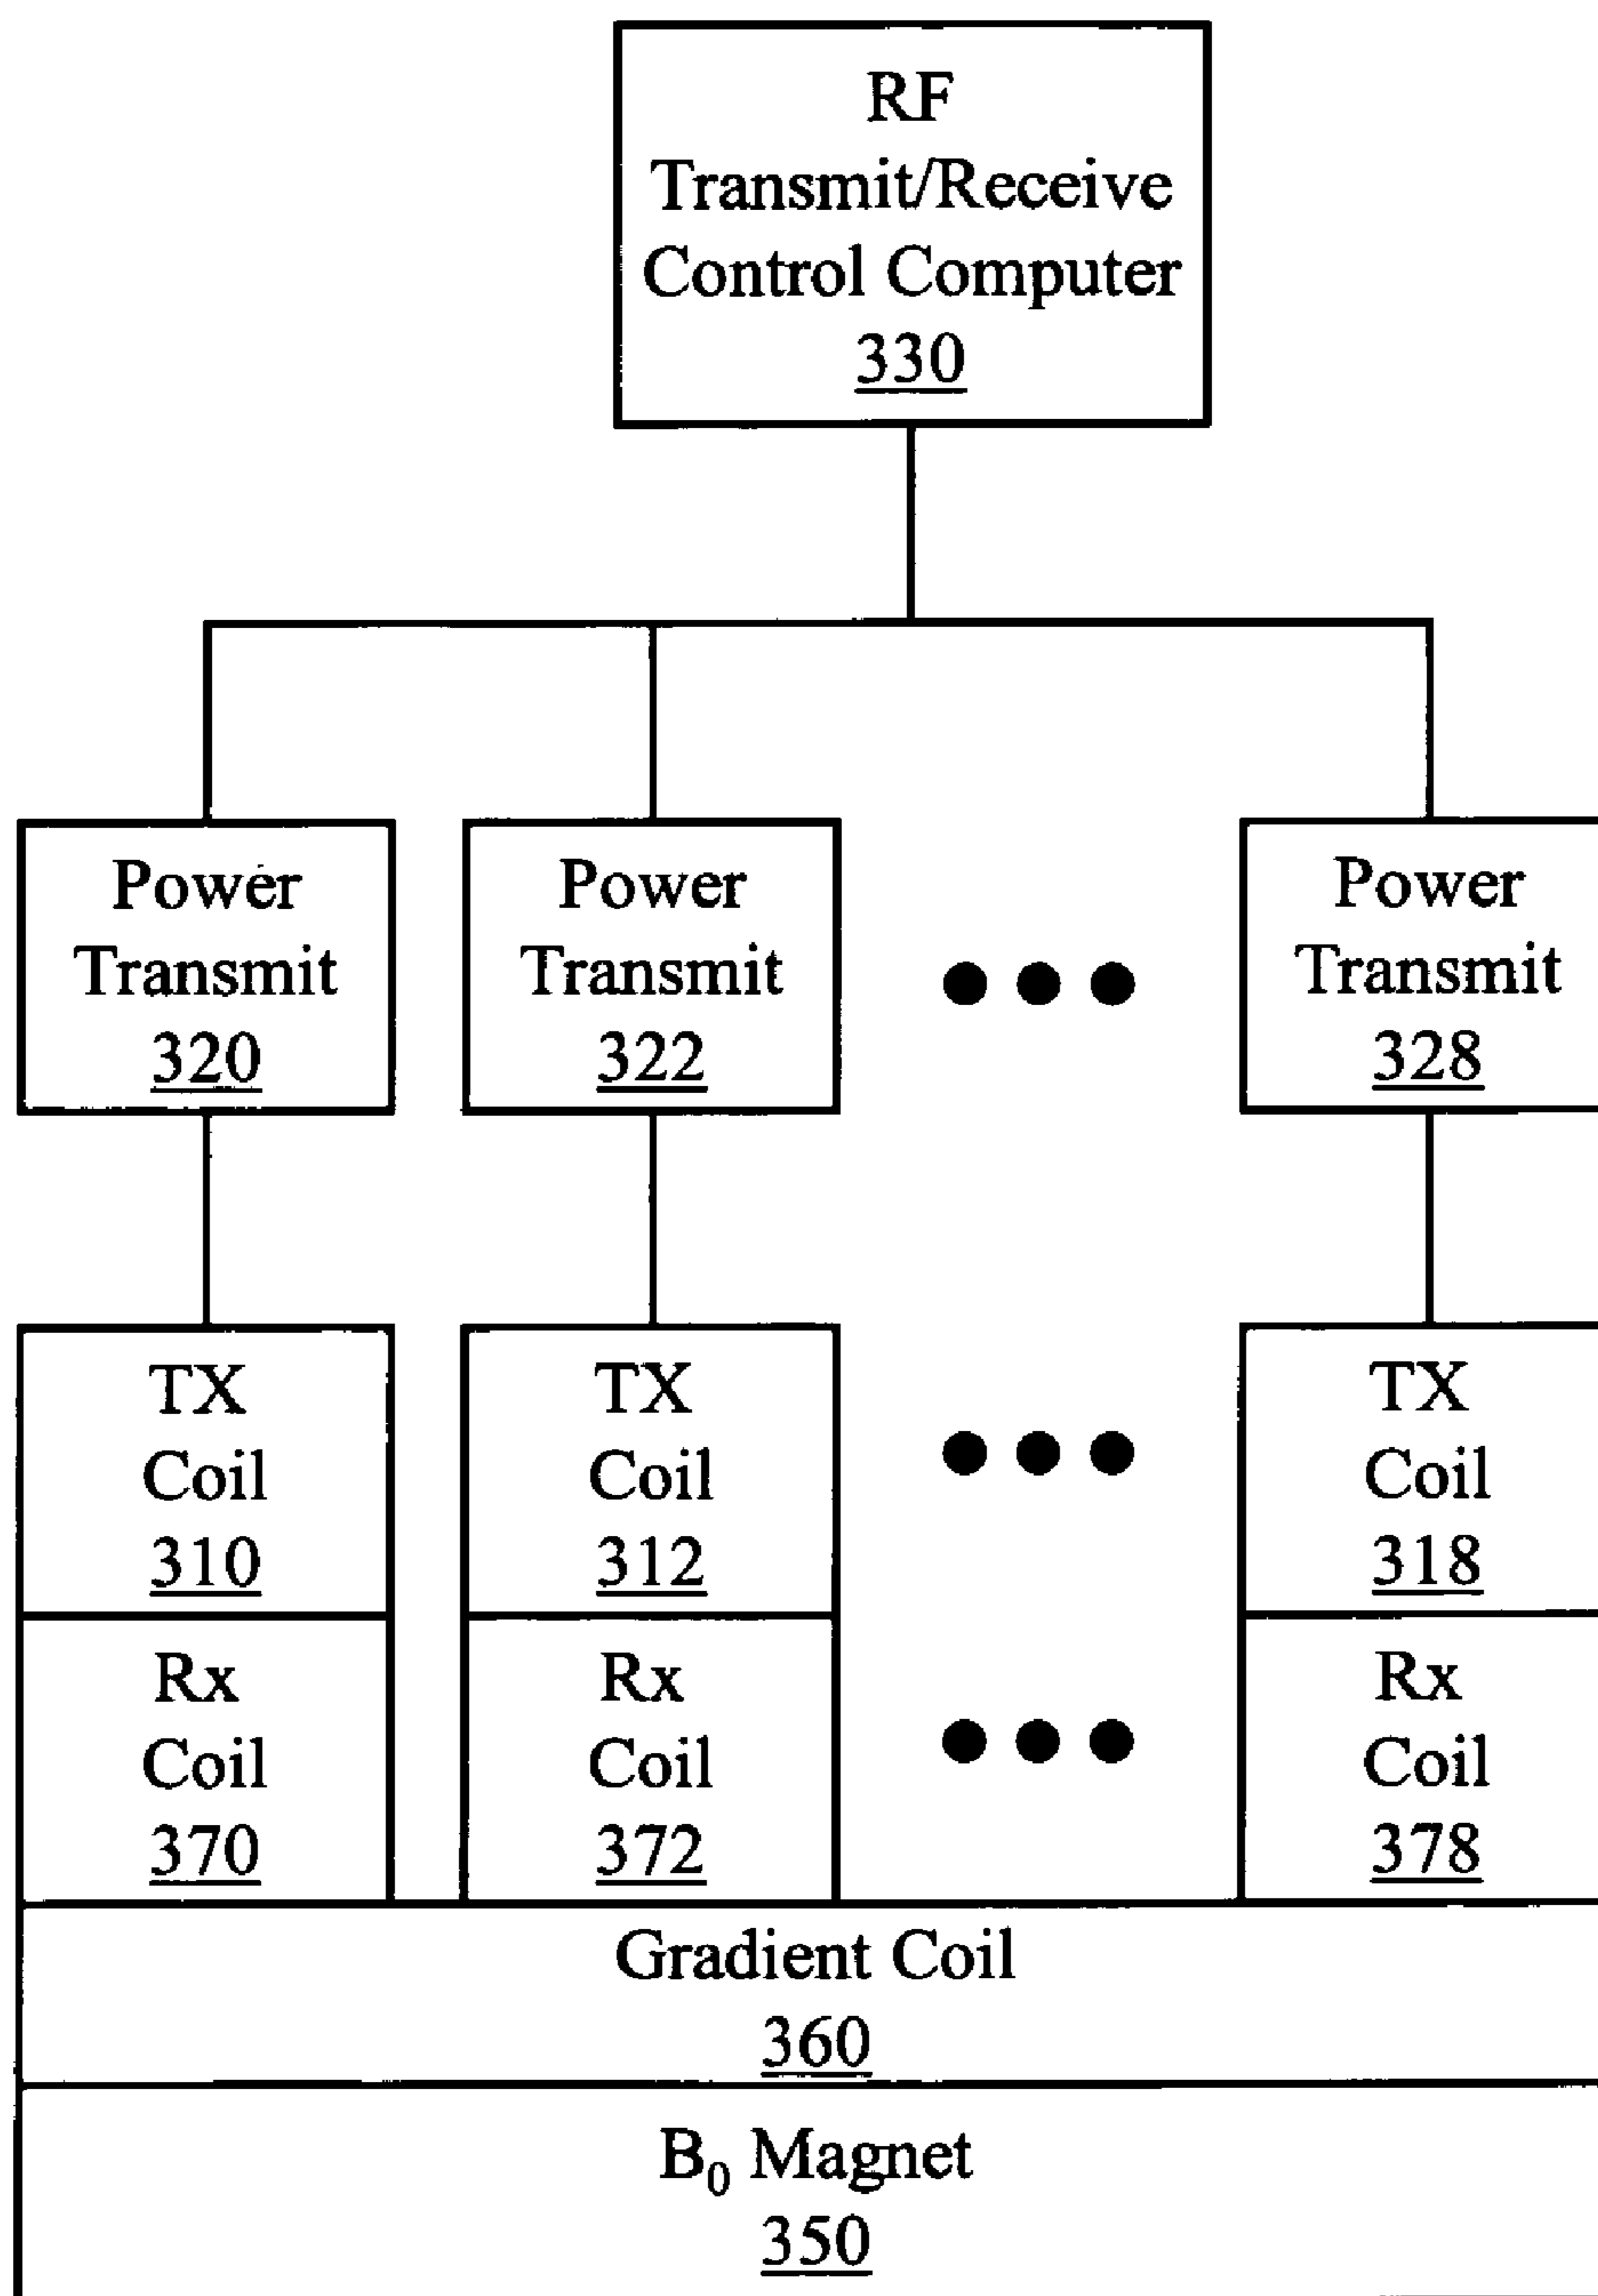 RF
Transmit/Receive
Control Computer
330
Power
Transmit
320
Power
Transmit
322
Power
Transmit
328
TX
Coil
310
TX
Coil
312
TX
Coil
318
Rx
Coil
370
Rx
Coil
372
Rx
Coil
378
Gradient Coil
360
B₀ Magnet
350